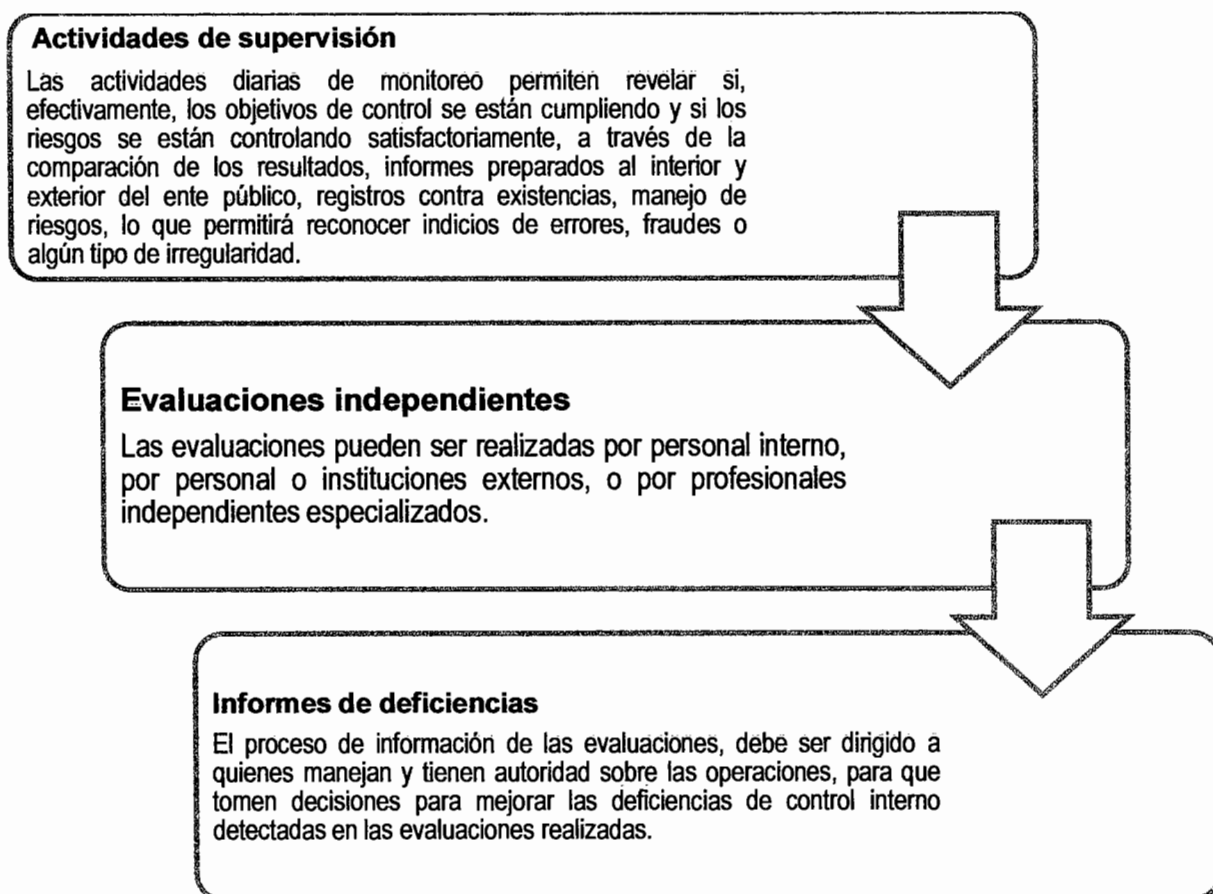 Actividades de supervisión
Las actividades diarias de monitoreo permiten revelar si,
efectivamente, los objetivos de control se están cumpliendo y si los
riesgos se están controlando satisfactoriamente, a través de la
comparación de los resultados, informes preparados al interior y
exterior del ente público, registros contra existencias, manejo de
riesgos, lo que permitirá reconocer indicios de errores, fraudes o
algún tipo de irregularidad.
Evaluaciones independientes
Las evaluaciones pueden ser realizadas por personal interno,
por personal o instituciones externos, o por profesionales
independientes especializados.
Informes de deficiencias
El proceso de información de las evaluaciones, debe ser dirigido a
quienes manejan y tienen autoridad sobre las operaciones, para que
tomen decisiones para mejorar las deficiencias de control interno
detectadas en las evaluaciones realizadas.